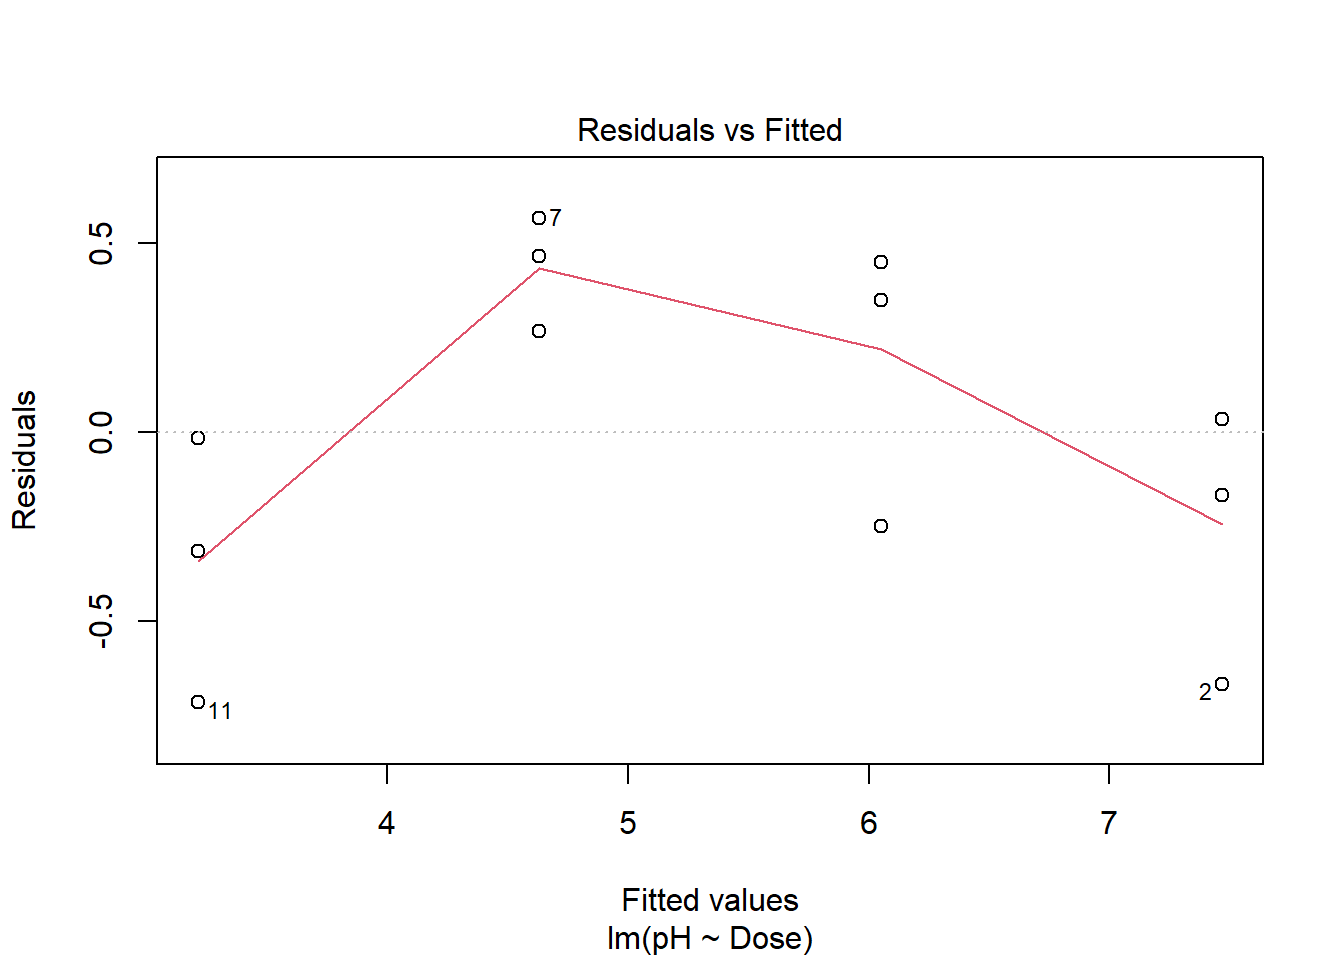 Residuals vs Fitted
Residuals
0.5
0.0
-0.5
7
11
2
4 5 6 7
Fitted values
lm(pH ~ Dose)